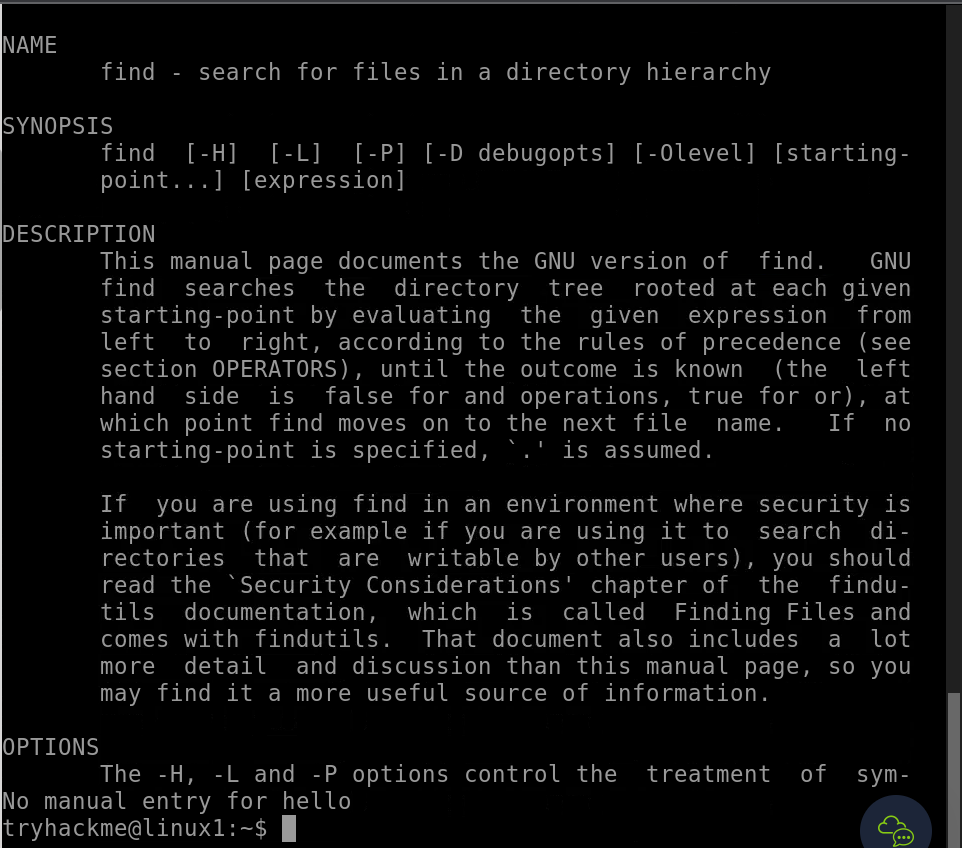 NAME
find - search for files in a directory hierarchy
SYNOPSIS
find  [-H]  [-L]  [-P] [-D debugopts] [-Olevel] [starting-
point...] [expression]
DESCRIPTION
This manual page documents the GNU version of  find.   GNU
find  searches  the  directory  tree  rooted at each given
starting-point by evaluating  the  given  expression  from
left  to  right, according to the rules of precedence (see
section OPERATORS), until the outcome is known  (the  left
hand  side  is  false for and operations, true for or), at
which point find moves on to the next file  name.   If  no
starting-point is specified, `.' is assumed.
If  you are using find in an environment where security is
important (for example if you are using it to  search  di-
rectories  that  are  writable by other users), you should
read the `Security Considerations' chapter of  the  findu-
tils  documentation,  which  is  called  Finding Files and
comes with findutils.  That document also includes  a  lot
more  detail  and discussion than this manual page, so you
may find it a more useful source of information.
OPTIONS
The -H, -L and -P options control the  treatment  of  sym-
No manual entry for hello
tryhackme@linux1:~$